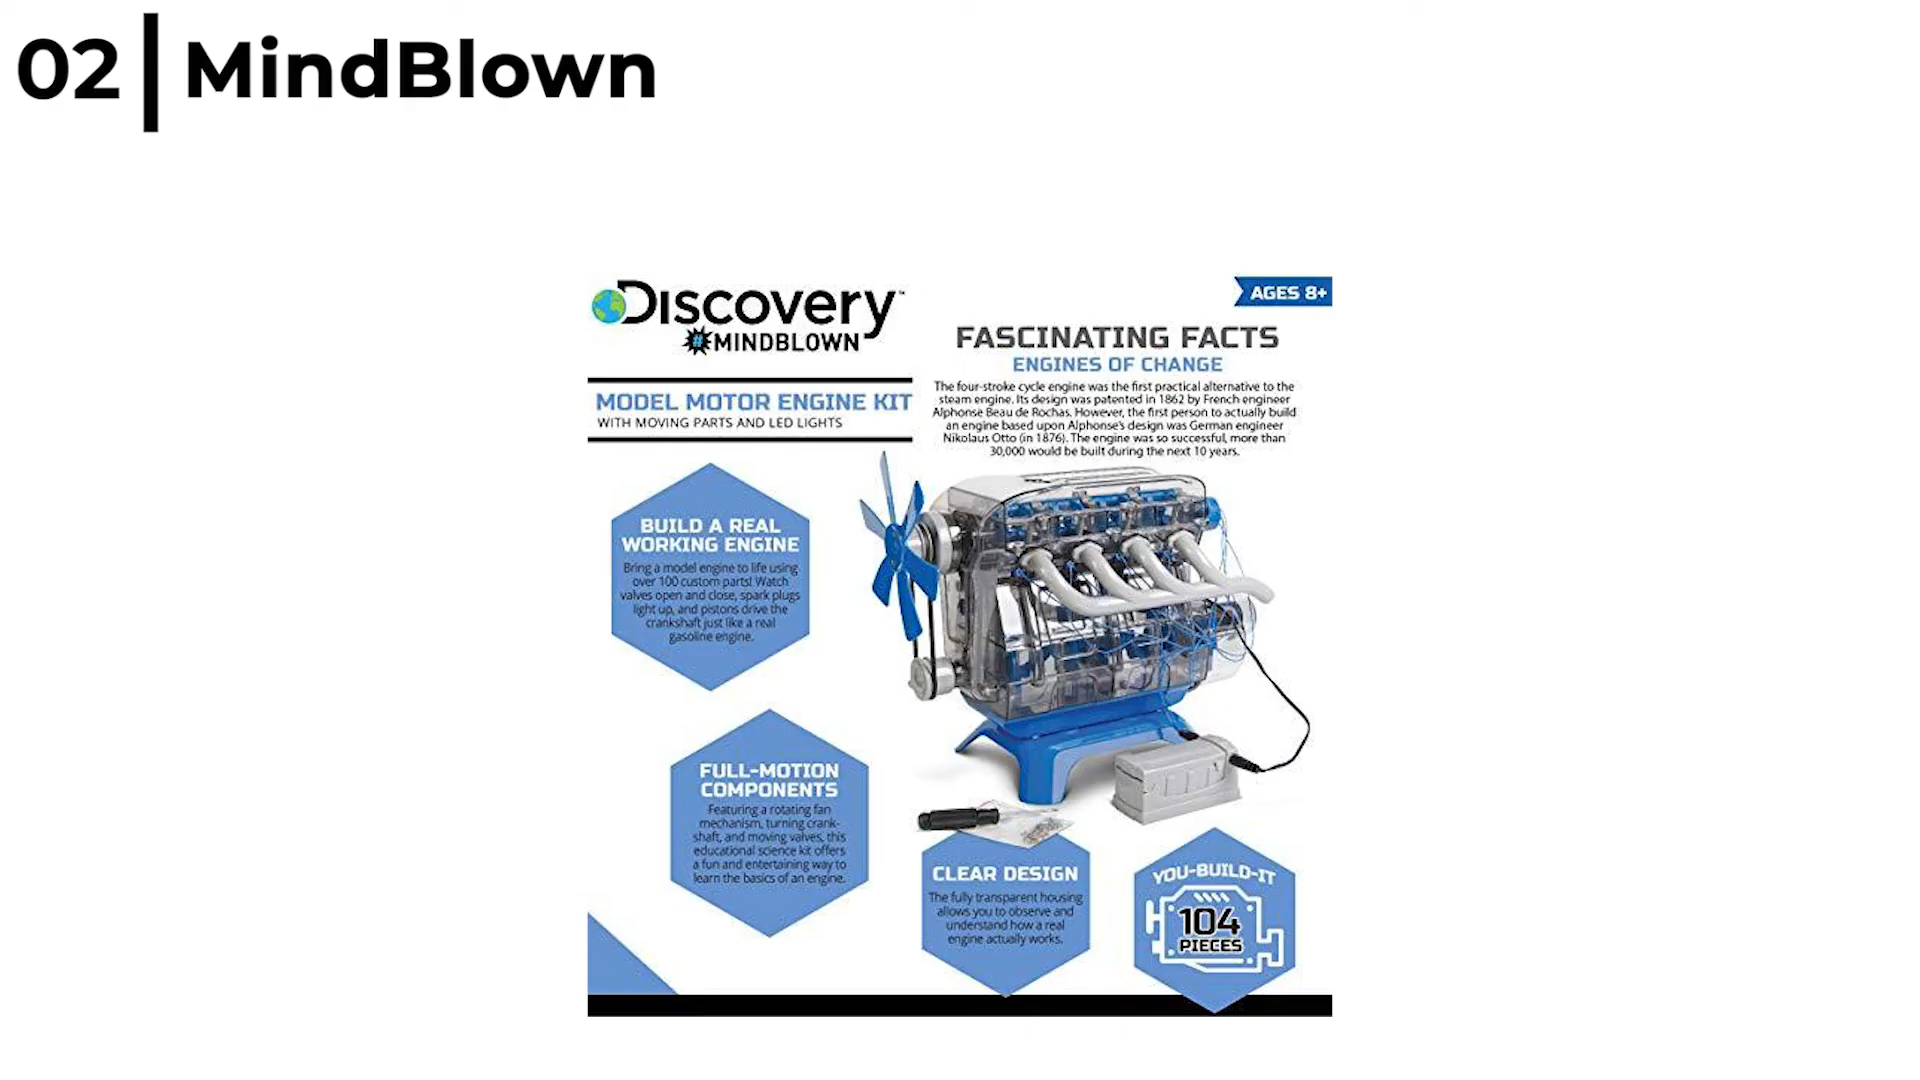 02 | MindBlown
Discovery™
#MINDBLOWN
MODEL MOTOR ENGINE KIT
WITH MOVING PARTS AND LED LIGHTS
AGES 8+
FASCINATING FACTS
ENGINES OF CHANGE
The four-stroke cycle engine was the first practical alternative to the
steam engine. Its design was patented in 1862 by French engineer
Alphonse Beau de Rochas. However, the first person to actually build
an engine based upon Alphonse's design was German engineer
Nikolaus Otto (in 1876). The engine was so successful, more than
30,000 would be built during the next 10 years.
BUILD A REAL
WORKING ENGINE
Bring a model engine to life using
over 100 custom parts! Watch
valves open and close, spark plugs
light up, and pistons drive the
crankshaft just like a real
gasoline engine.
FULL-MOTION
COMPONENTS
Featuring a rotating fan
mechanism, turning crank-
shaft, and moving valves, this
educational science kit offers
a fun and entertaining way to
learn the basics of an engine.
CLEAR DESIGN
The fully transparent housing
allows you to observe and
understand how a real
engine actually works.
YOU-BUILD-IT
104
PIECES